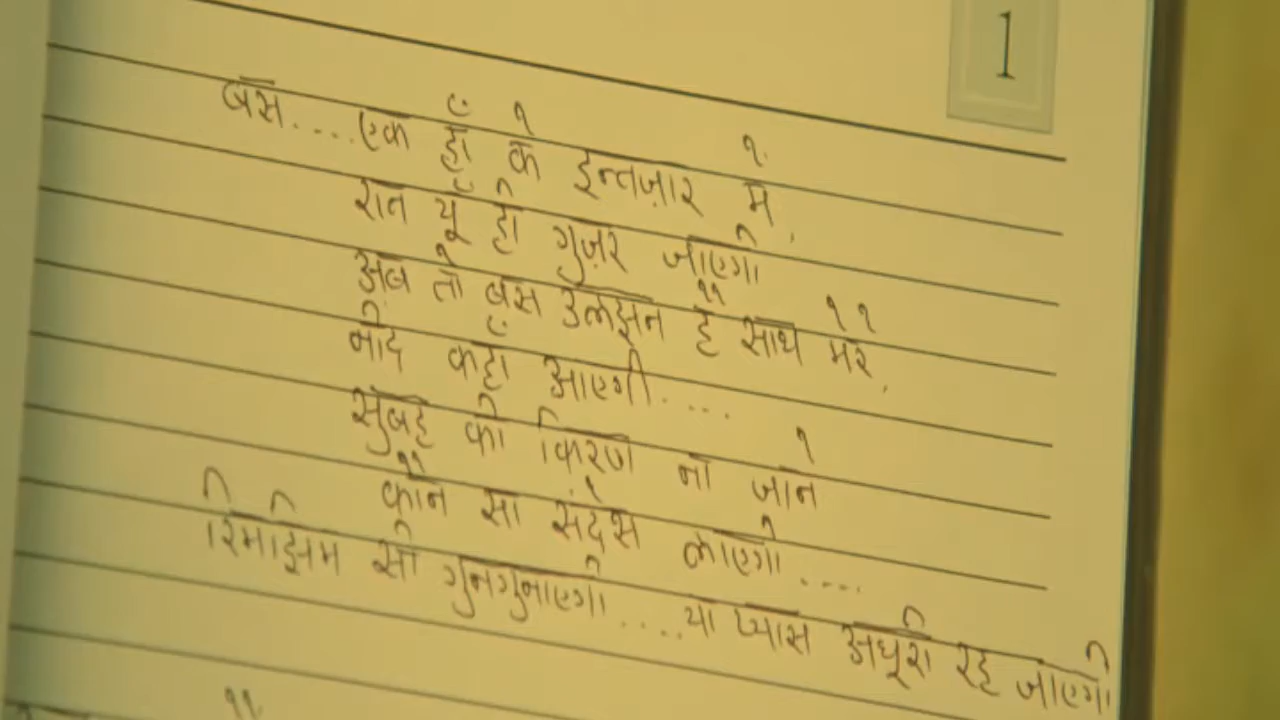 1
बस....एक हाँ के इन्तज़ार में,
रात यूँ ही गुज़र जाएगी
अब तो बस उलझन है साथ मेरे,
नींद कहाँ आएगी....
सुबह की किरण ना जाने
कौन सा संदेस लाएगी....
रिमझिम सी गुनगुनाएगी....या प्यास अधूरी रह जाएगी